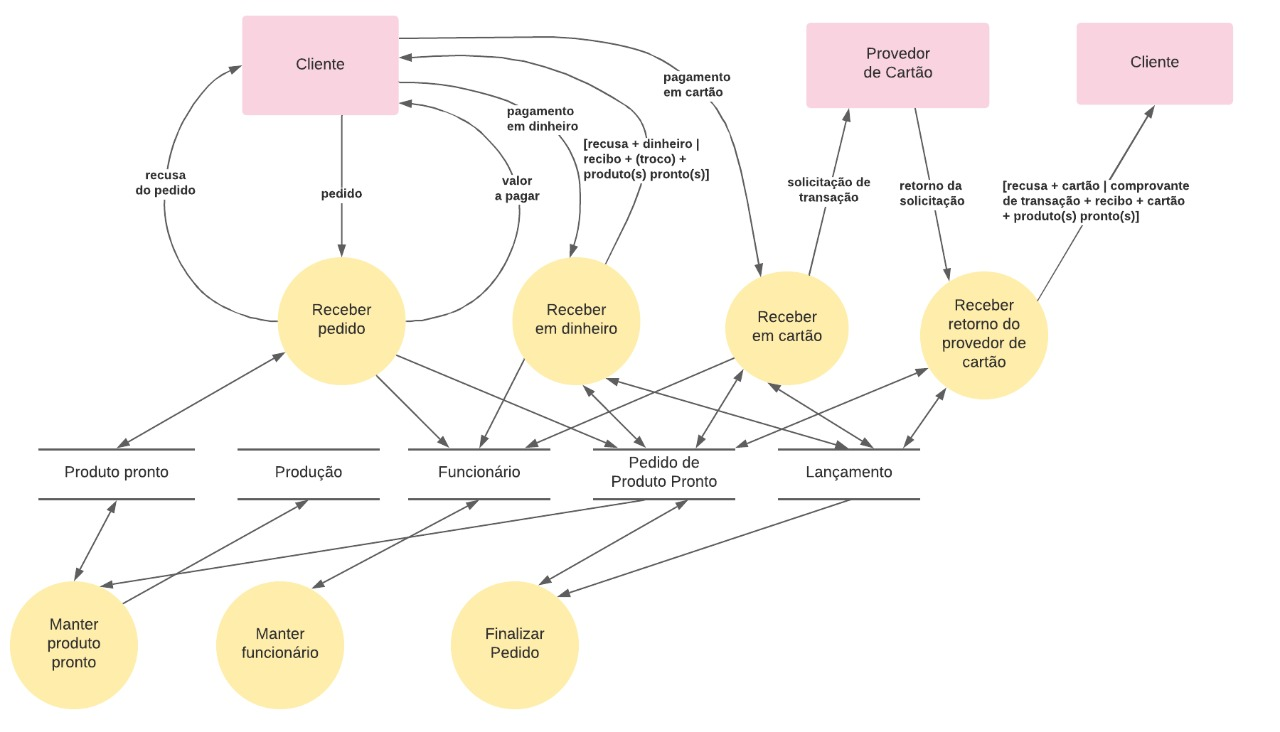 Cliente
Provedor
de Cartão
Cliente
pagamento
em cartão
pagamento
em dinheiro
[recusa + dinheiro |
recibo + (troco) +
produto(s) pronto(s)]
recusa
do pedido
pedido
valor
a pagar
solicitação de
transação
retorno da
solicitação
[recusa + cartão | comprovante
de transação + recibo + cartão
+ produto(s) pronto(s)]
Receber
pedido
Receber
em dinheiro
Receber
em cartão
Receber
retorno do
provedor de
cartão
Produto pronto
Produção
Funcionário
Pedido de
Produto Pronto
Lançamento
Manter
produto
pronto
Manter
funcionário
Finalizar
Pedido